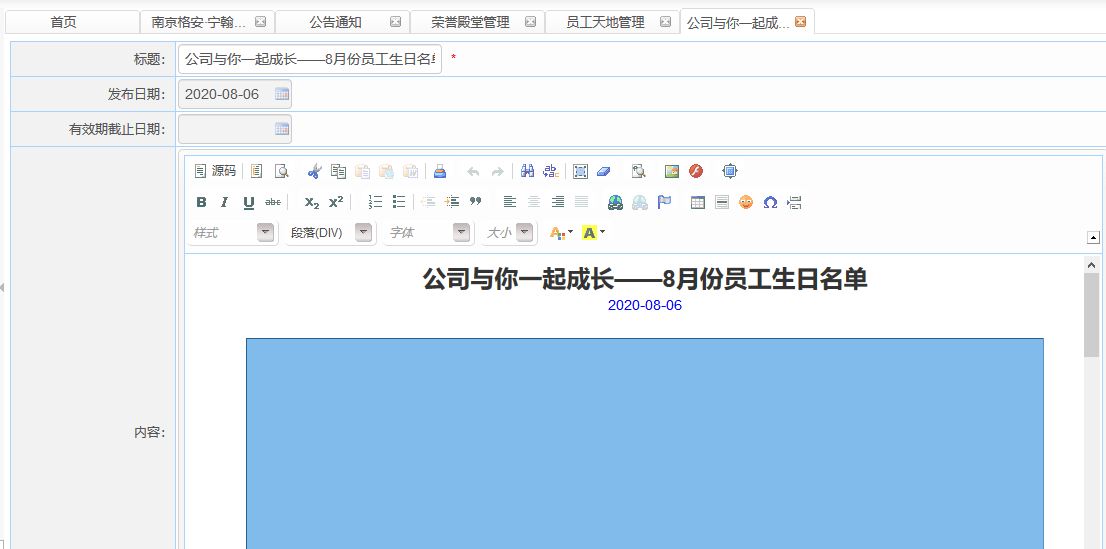 首页
南京格安·宁翰...
公告通知
荣誉殿堂管理
员工天地管理
公司与你一起成...
标题：
公司与你一起成长——8月份员工生日名单
*
发布日期：
2020-08-06
有效期截止日期：
源码
B I U abc X₂ X²
样式
段落(DIV)
字体
大小
A
A
公司与你一起成长——8月份员工生日名单
2020-08-06
内容：